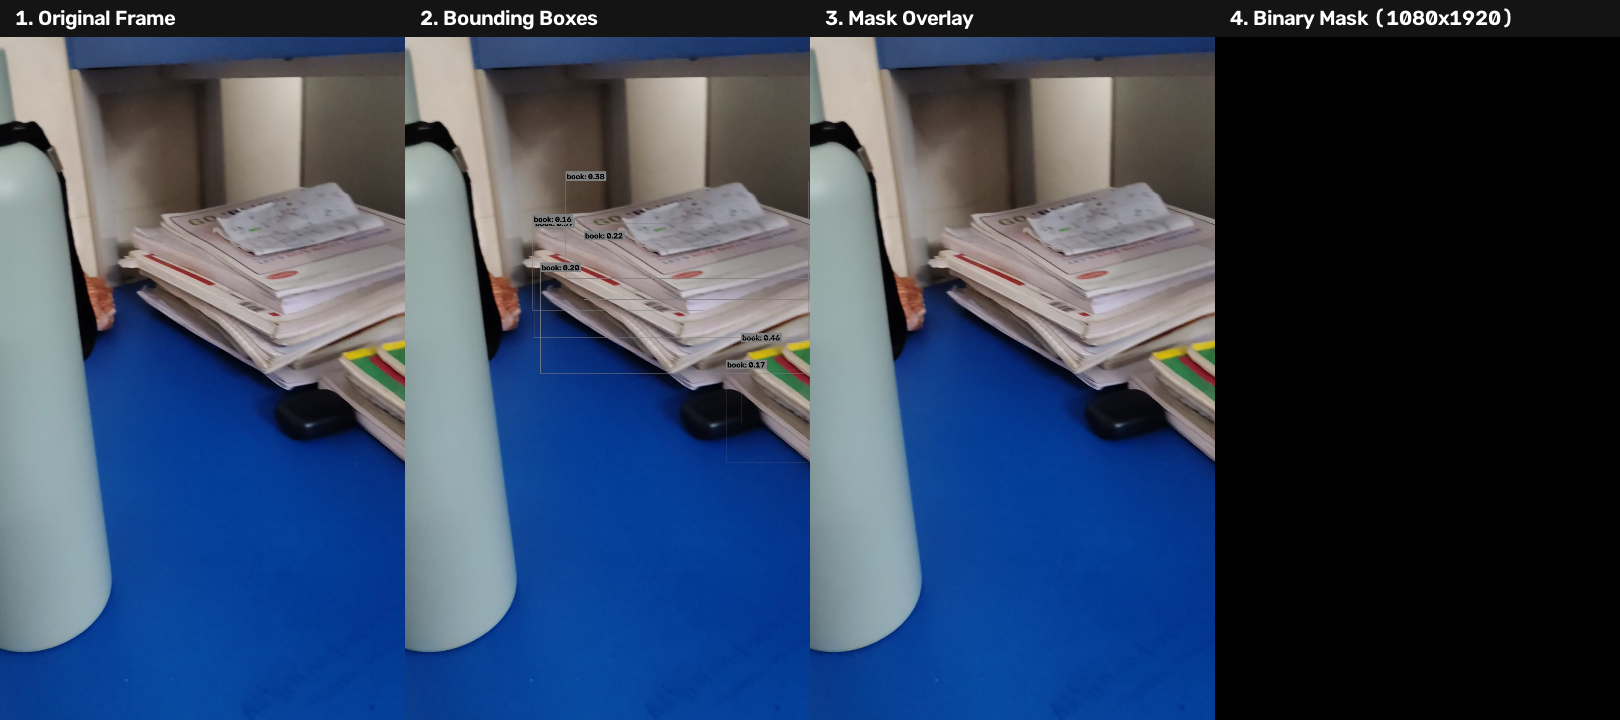 1. Original Frame
2. Bounding Boxes
3. Mask Overlay
4. Binary Mask (1080x1920)
book: 0.38
book: 0.16
book: 0.22
book: 0.20
book: 0.46
book: 0.17